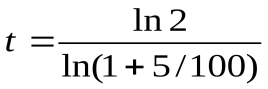 t = ln 2 / ln(1 + 5/100)